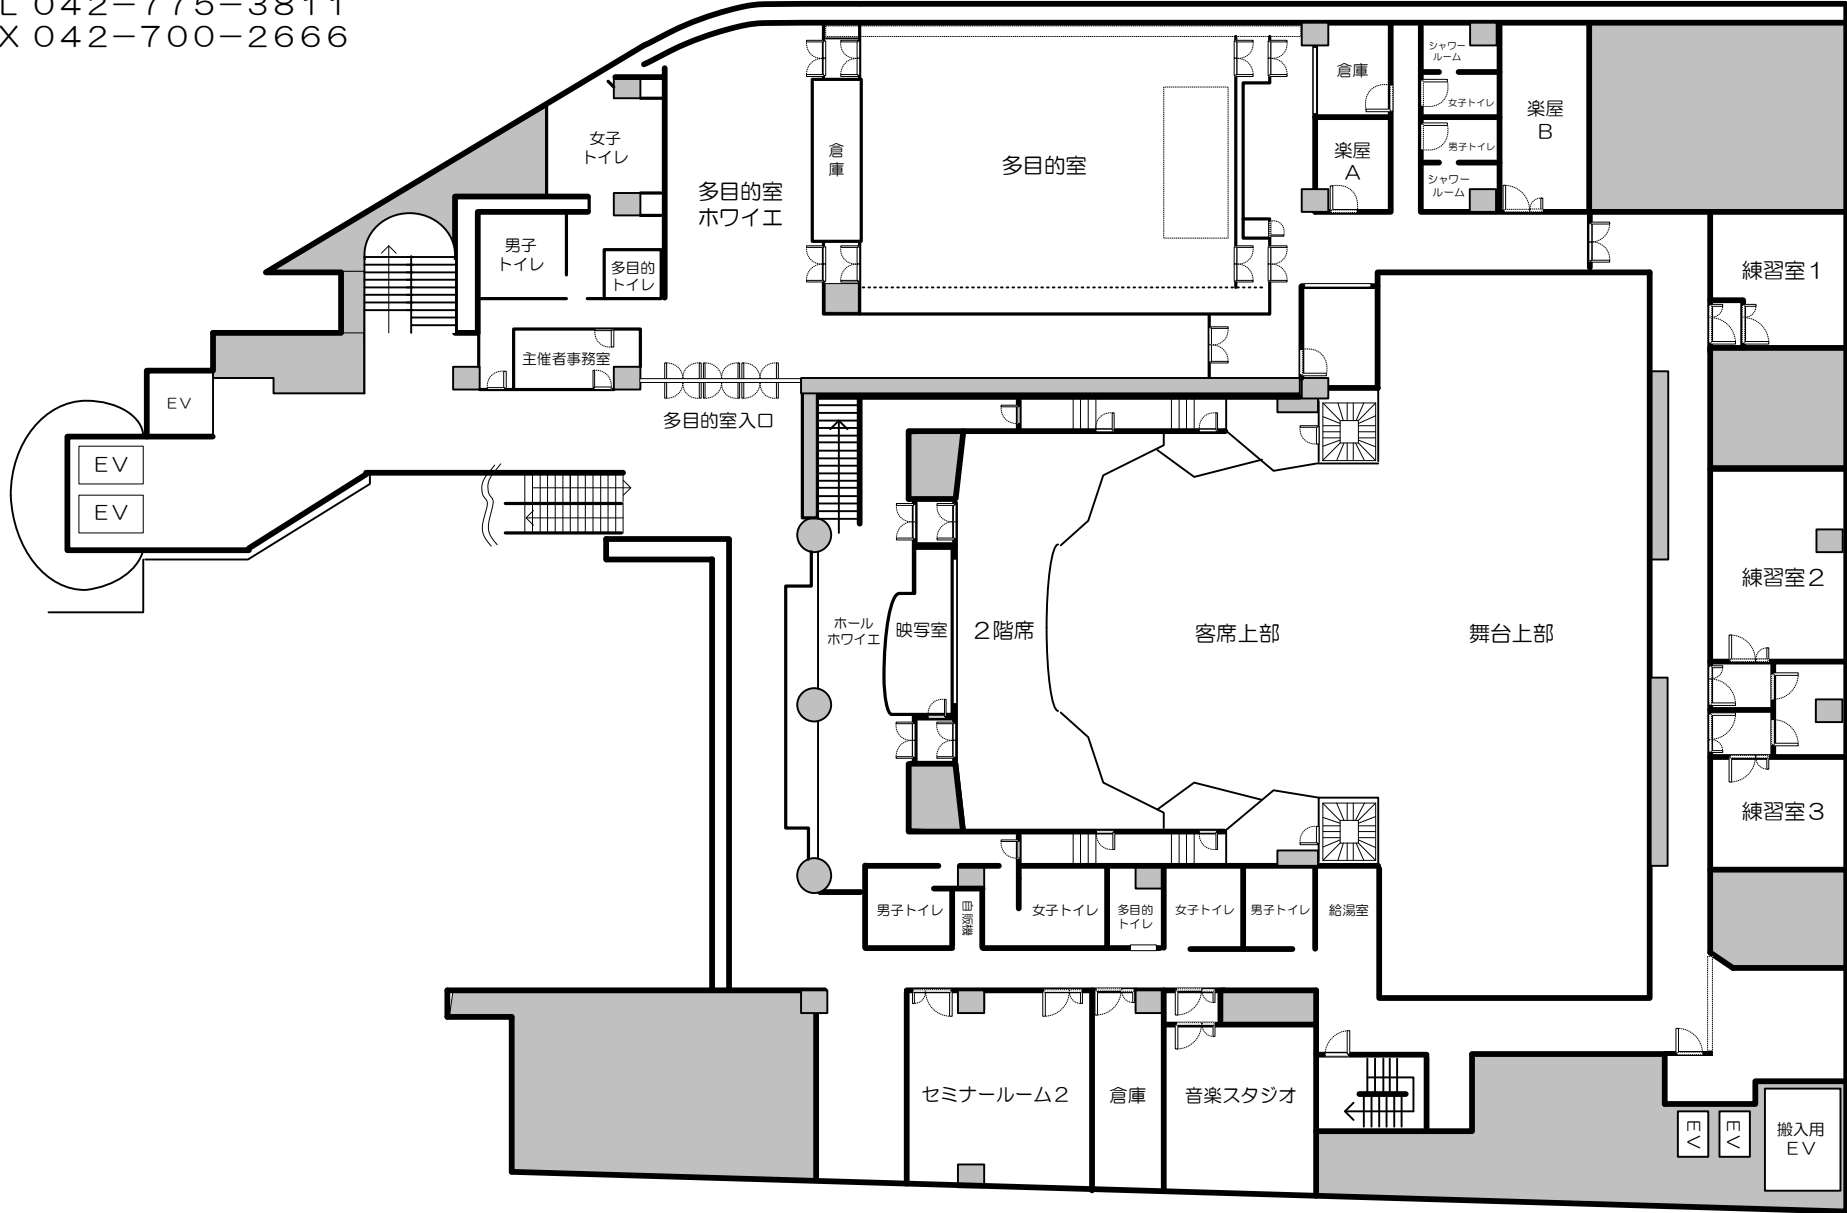 L 042−775−3811
X 042−700−2666
シャワー
ルーム
倉庫
女子トイレ
楽屋
B
女子
トイレ
倉
庫
多目的室
男子トイレ
楽屋
A
シャワー
ルーム
多目的室
ホワイエ
男子
トイレ
多目的
トイレ
練習室1
主催者事務室
EV
多目的室入口
EV
EV
練習室2
ホール
ホワイエ
映写室
2階席
客席上部
舞台上部
練習室3
男子トイレ
自販機
女子トイレ
多目的
トイレ
女子トイレ
男子トイレ
給湯室
セミナールーム2
倉庫
音楽スタジオ
EV
EV
搬入用
EV